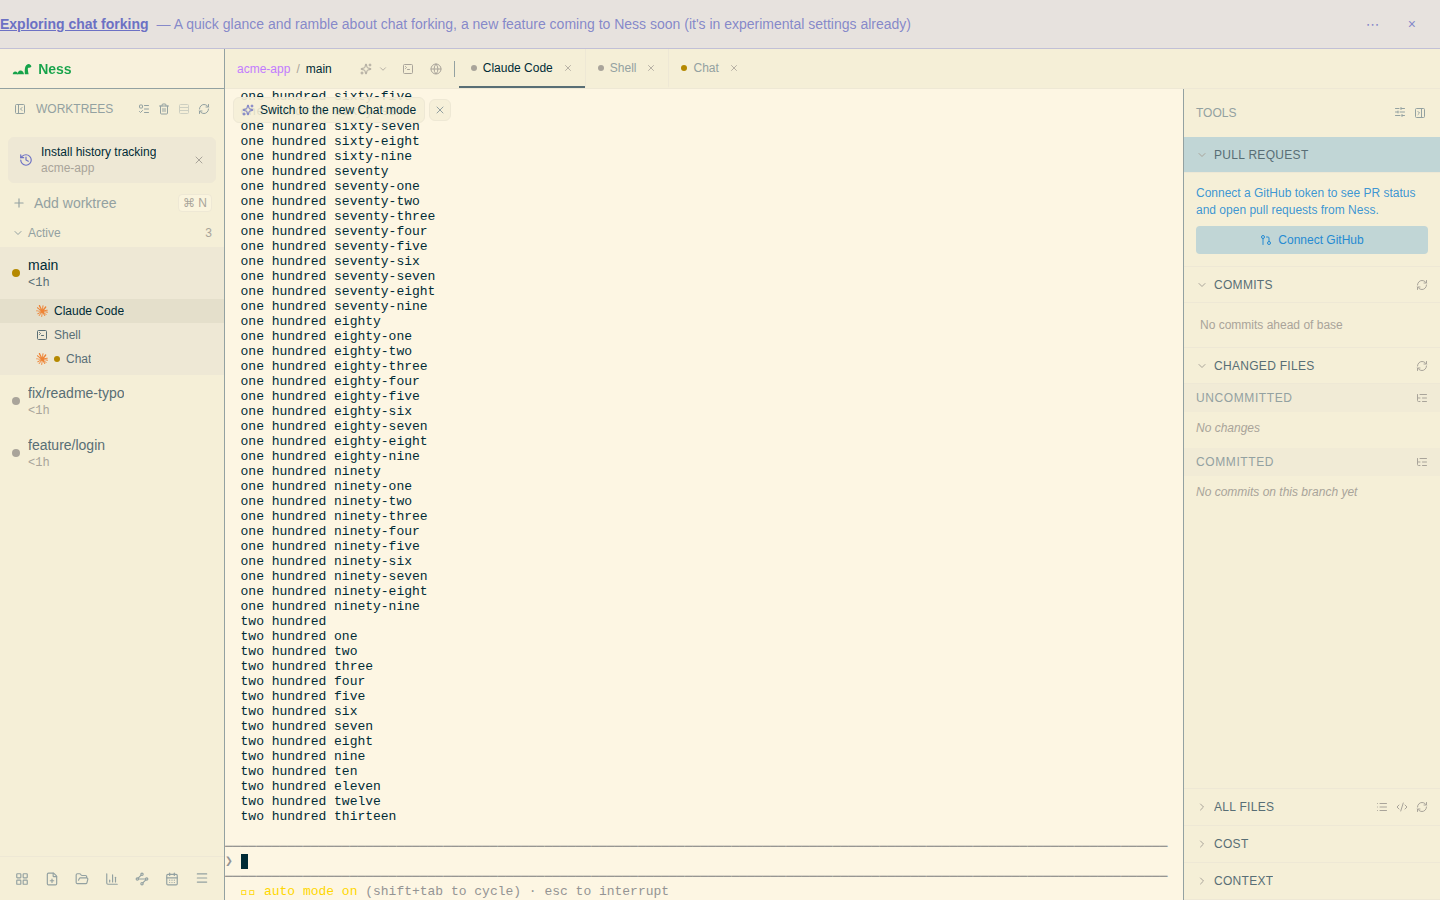 Exploring chat forking — A quick glance and ramble about chat forking, a new feature coming to Ness soon (it's in experimental settings already)
Ness
acme-app / main
Claude Code
Shell
Chat
WORKTREES
Install history tracking
acme-app
Add worktree
⌘ N
Active
3
main
<1h
Claude Code
Shell
Chat
fix/readme-typo
<1h
feature/login
<1h
one hundred sixty-five
Switch to the new Chat mode
one hundred sixty-seven
one hundred sixty-eight
one hundred sixty-nine
one hundred seventy
one hundred seventy-one
one hundred seventy-two
one hundred seventy-three
one hundred seventy-four
one hundred seventy-five
one hundred seventy-six
one hundred seventy-seven
one hundred seventy-eight
one hundred seventy-nine
one hundred eighty
one hundred eighty-one
one hundred eighty-two
one hundred eighty-three
one hundred eighty-four
one hundred eighty-five
one hundred eighty-six
one hundred eighty-seven
one hundred eighty-eight
one hundred eighty-nine
one hundred ninety
one hundred ninety-one
one hundred ninety-two
one hundred ninety-three
one hundred ninety-four
one hundred ninety-five
one hundred ninety-six
one hundred ninety-seven
one hundred ninety-eight
one hundred ninety-nine
two hundred
two hundred one
two hundred two
two hundred three
two hundred four
two hundred five
two hundred six
two hundred seven
two hundred eight
two hundred nine
two hundred ten
two hundred eleven
two hundred twelve
two hundred thirteen
❯
auto mode on (shift+tab to cycle) · esc to interrupt
TOOLS
PULL REQUEST
Connect a GitHub token to see PR status
and open pull requests from Ness.
Connect GitHub
COMMITS
No commits ahead of base
CHANGED FILES
UNCOMMITTED
No changes
COMMITTED
No commits on this branch yet
ALL FILES
COST
CONTEXT